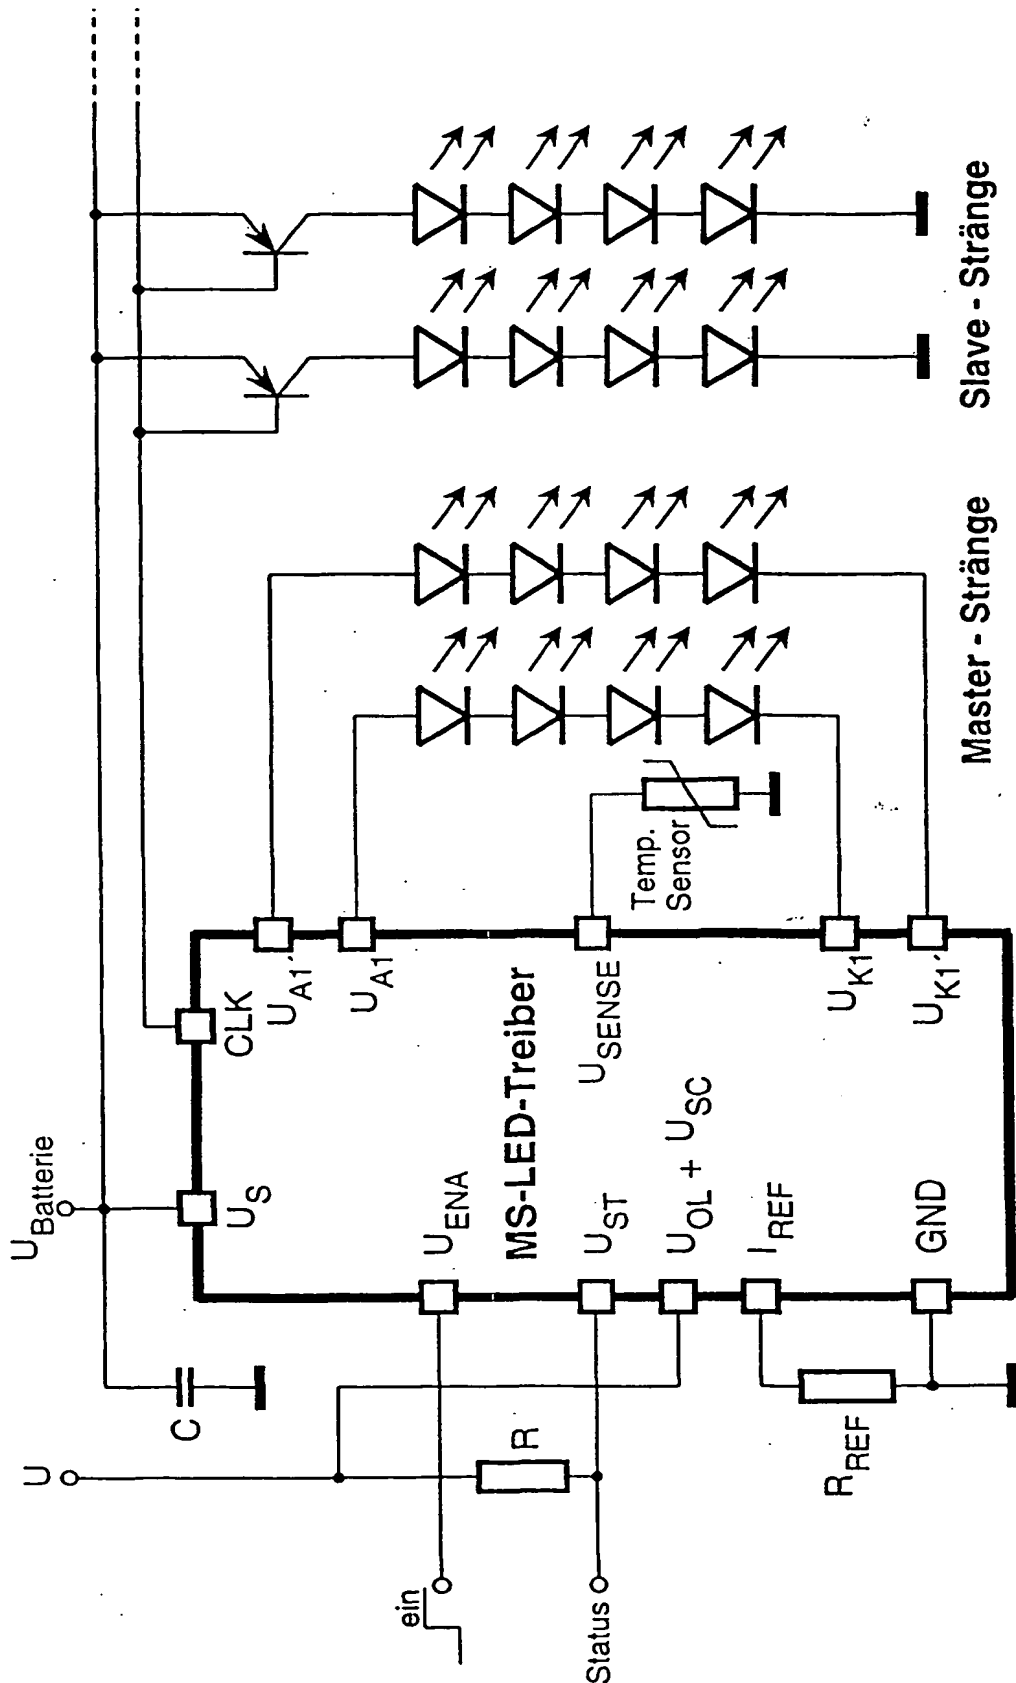 U_Batterie
U
C
ein
Status
R
R_REF
U_S
CLK
U_ENA
U_ST
U_OL + U_SC
I_REF
GND
MS-LED-Treiber
U_A1´
U_A1
U_SENSE
U_K1
U_K1´
Temp.
Sensor
Master - Stränge
Slave - Stränge